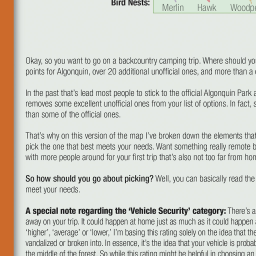 Bird Nests:
Merlin Hawk Woodp
Okay, so you want to go on a backcountry camping trip. Where should yo
points for Algonquin, over 20 additional unofficial ones, and more than a
In the past that's lead most people to stick to the official Algonquin Park a
removes some excellent unofficial ones from your list of options. In fact, s
than some of the official ones.
That's why on this version of the map I've broken down the elements that
pick the one that best meets your needs. Want something really remote b
with more people around for your first trip that's also not too far from hom
So how should you go about picking? Well, you can basically read the
meet your needs.
A special note regarding the 'Vehicle Security' category: There's a
away on your trip. It could happen at home just as much as it could happen a
'higher', 'average' or 'lower,' I'm basing this rating solely on the idea that the
vandalized or broken into. In essence, it's the idea that your vehicle is probab
the middle of the forest. So while this rating might be helpful in choosing an